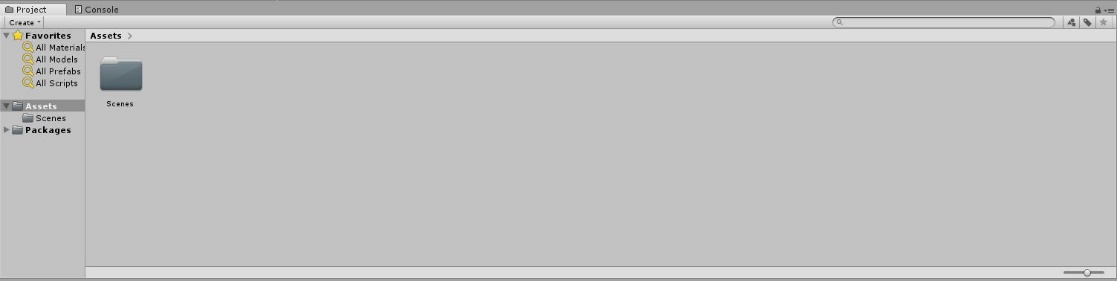 Project
Console
Create
Favorites
All Materials
All Models
All Prefabs
All Scripts
Assets
Scenes
Packages
Assets
Scenes